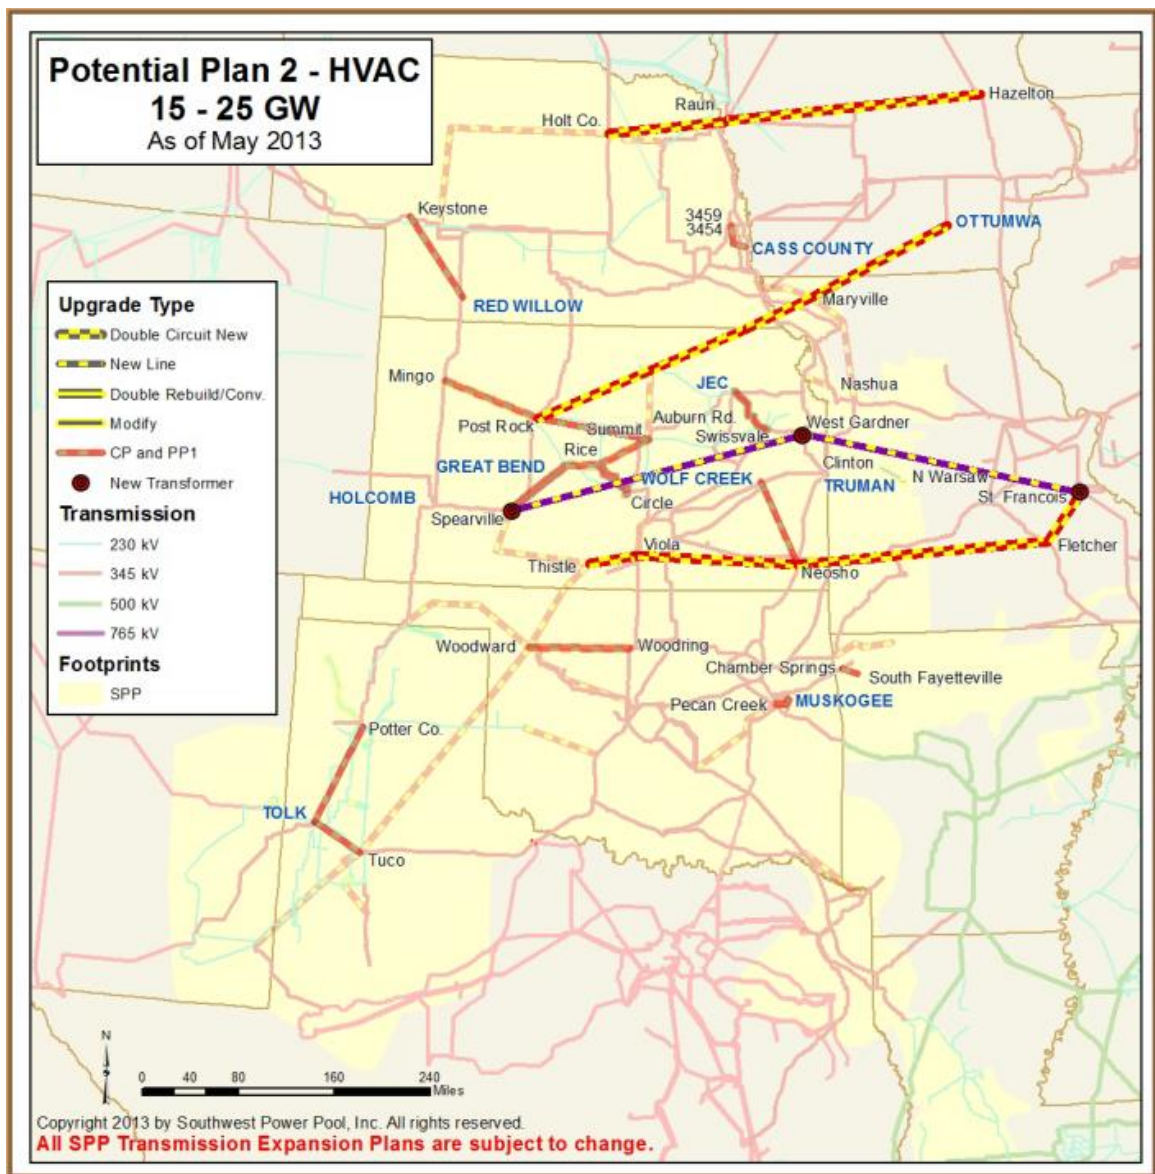 Potential Plan 2 - HVAC
15 - 25 GW
As of May 2013
Hazelton
Raun
Holt Co.
Keystone
3459
3454
OTTUMWA
CASS COUNTY
RED WILLOW
Maryville
Upgrade Type
Double Circuit New
New Line
Double Rebuild/Conv.
Modify
CP and PP1
New Transformer
Transmission
230 kV
345 kV
500 kV
765 kV
Footprints
SPP
Mingo
JEC
Nashua
Post Rock
Summit
Auburn Rd.
Swissvale
West Gardner
Rice
GREAT BEND
WOLF CREEK
Clinton
TRUMAN
N Warsaw
St. Francois
HOLCOMB
Spearville
Circle
Viola
Fletcher
Thistle
Neosho
Woodward
Woodring
Chamber Springs
South Fayetteville
Pecan Creek
MUSKOGEE
Potter Co.
TOLK
Tuco
N
0 40 80 160 240
Miles
Copyright 2013 by Southwest Power Pool, Inc. All rights reserved.
All SPP Transmission Expansion Plans are subject to change.